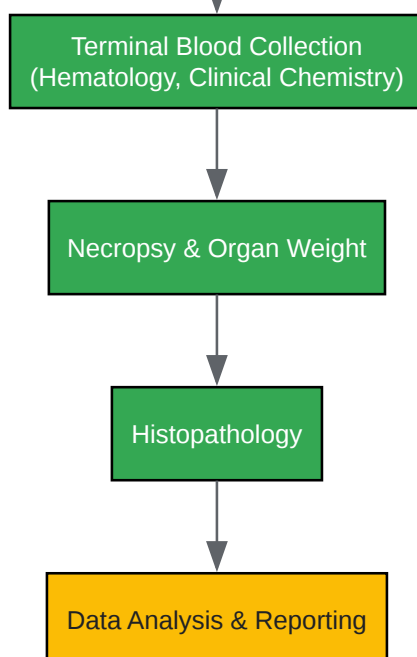 Terminal Blood Collection
(Hematology, Clinical Chemistry)
Necropsy & Organ Weight
Histopathology
Data Analysis & Reporting